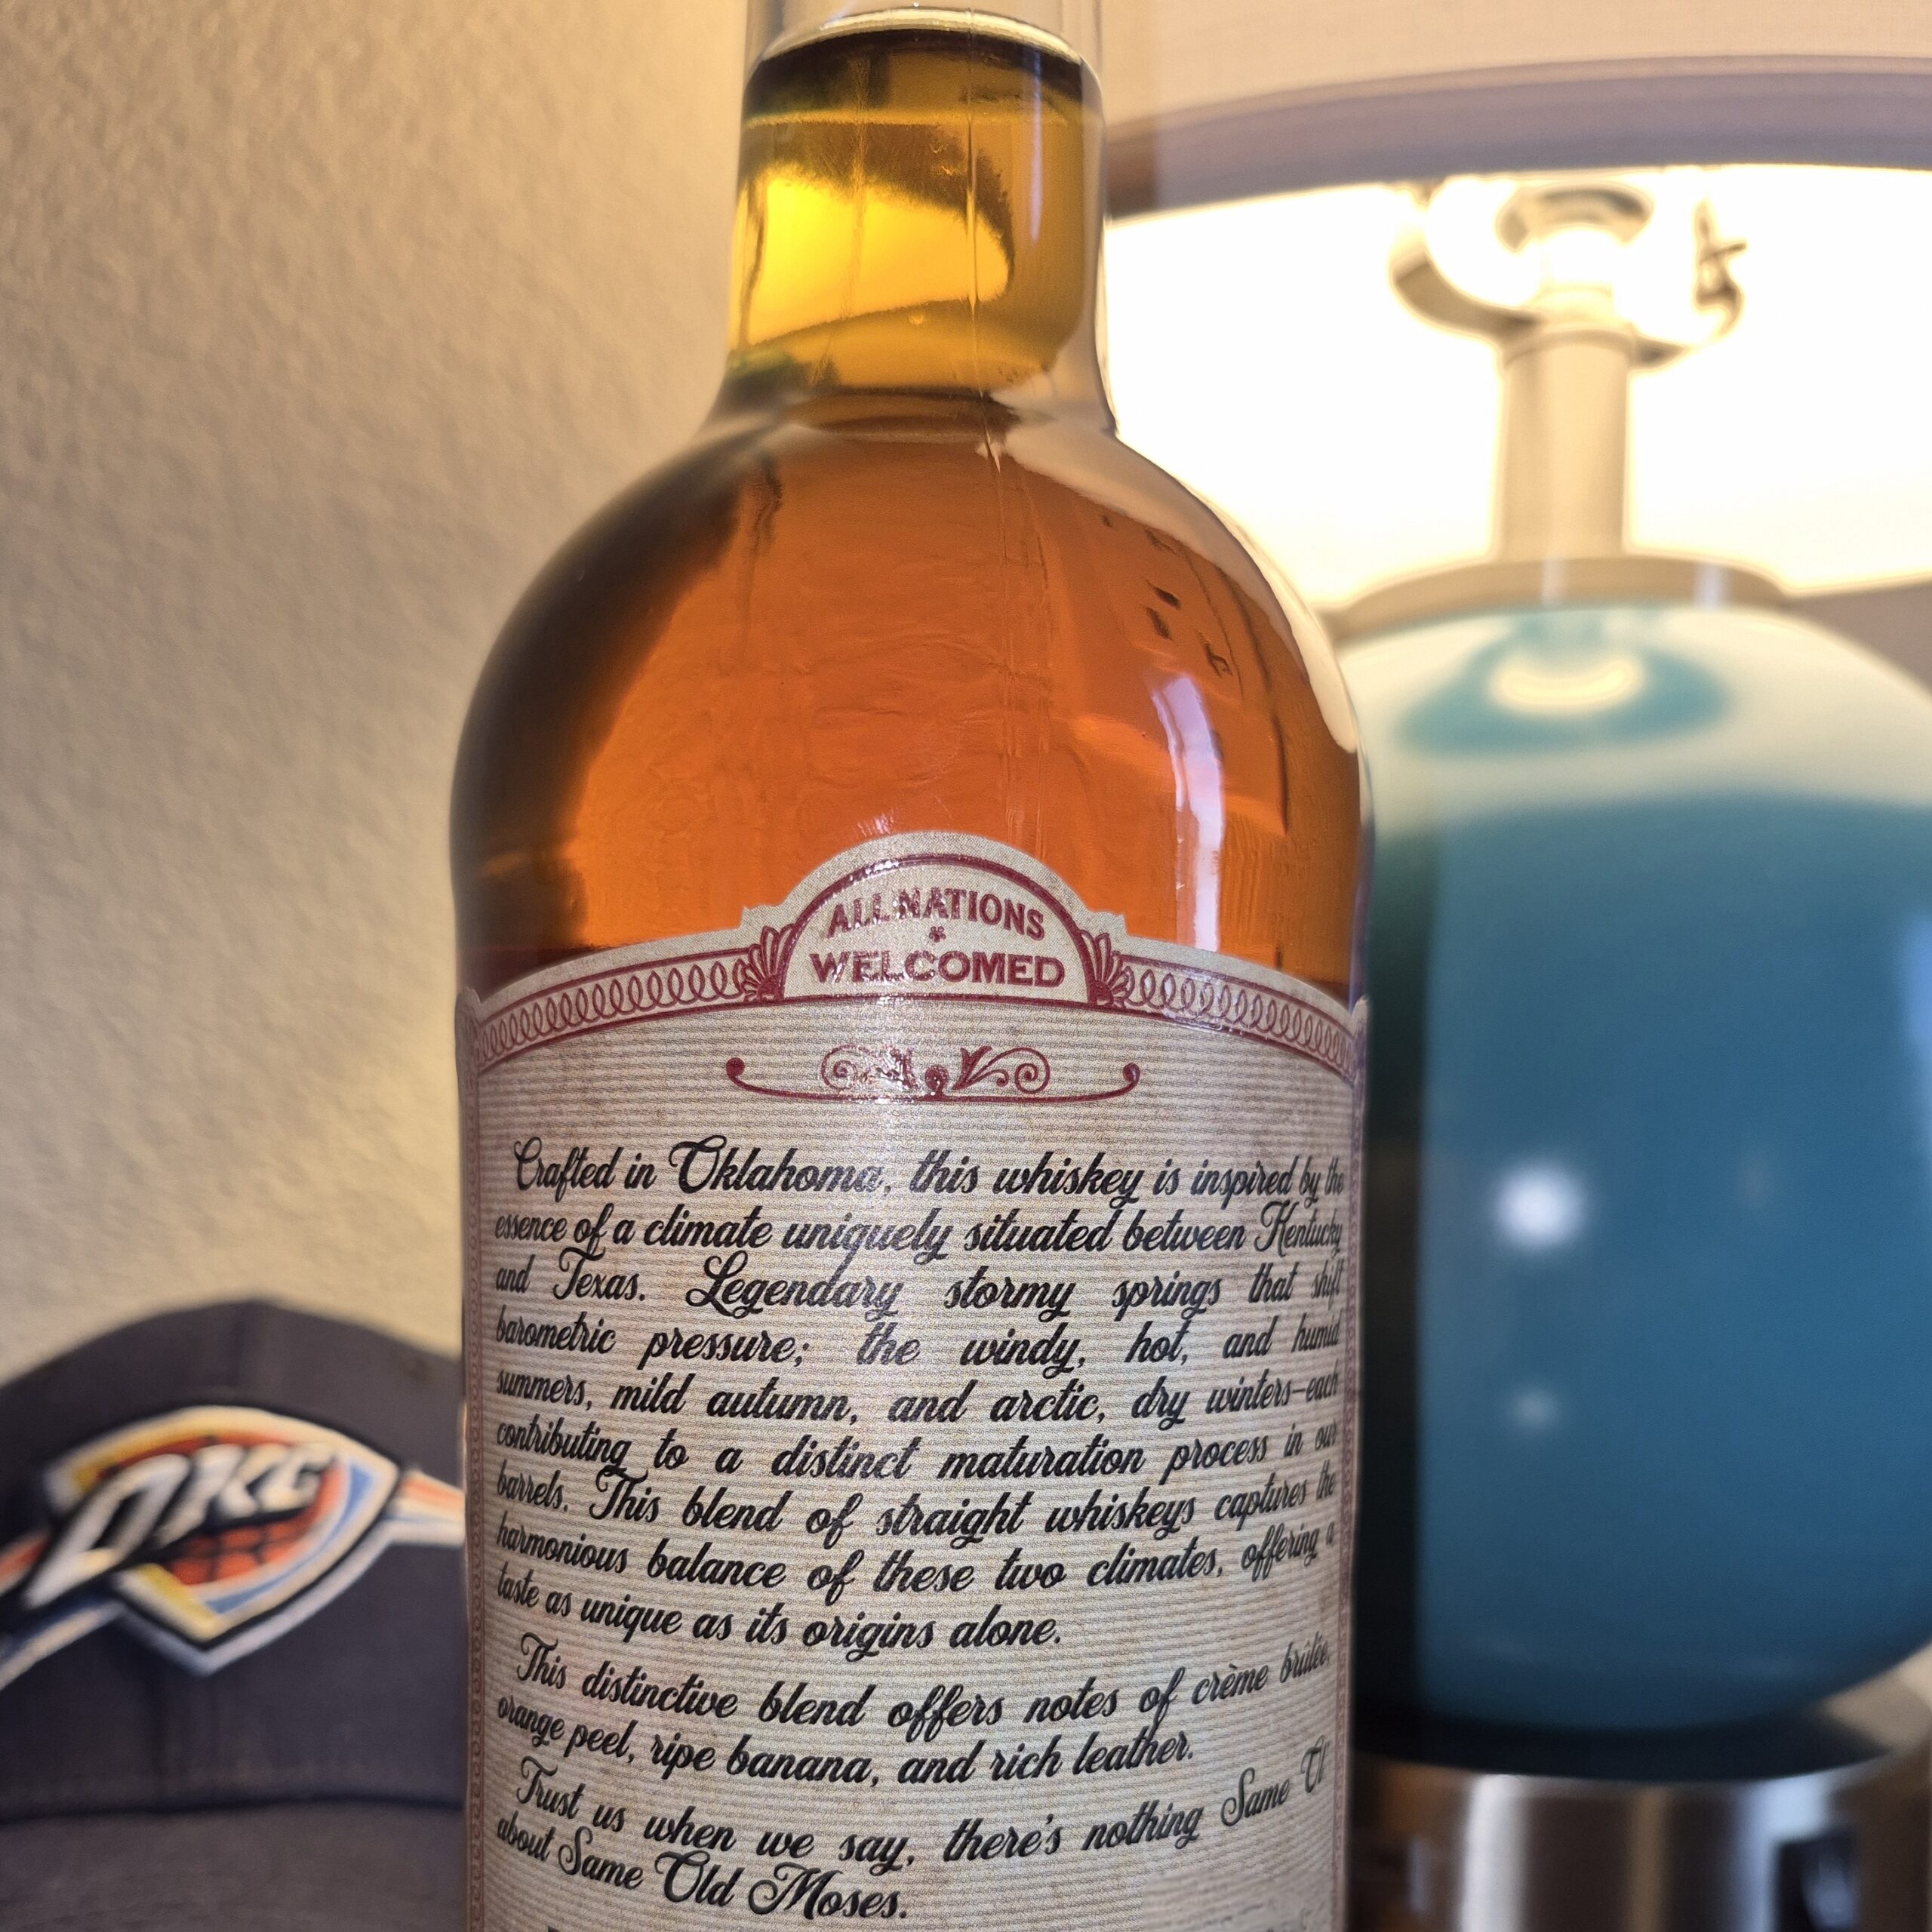 ALL NATIONS
WELCOMED
Crafted in Oklahoma, this whiskey is inspired by the
essence of a climate uniquely situated between Kentucky
and Texas. Legendary stormy springs that shift
barometric pressure; the windy, hot, and humid
summers, mild autumn, and arctic, dry winters–each
contributing to a distinct maturation process in our
barrels. This blend of straight whiskeys captures the
harmonious balance of these two climates, offering a
taste as unique as its origins alone.
This distinctive blend offers notes of crème brûlée,
orange peel, ripe banana, and rich leather.
Trust us when we say, there's nothing Same
about Same Old Moses.
OKC